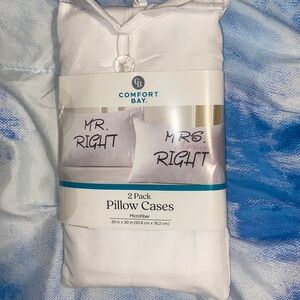 CB
COMFORT
BAY.
MR.
RIGHT
MRS.
RIGHT
2 Pack
Pillow Cases
Microfiber
20 in x 30 in (50.8 cm x 76.2 cm)